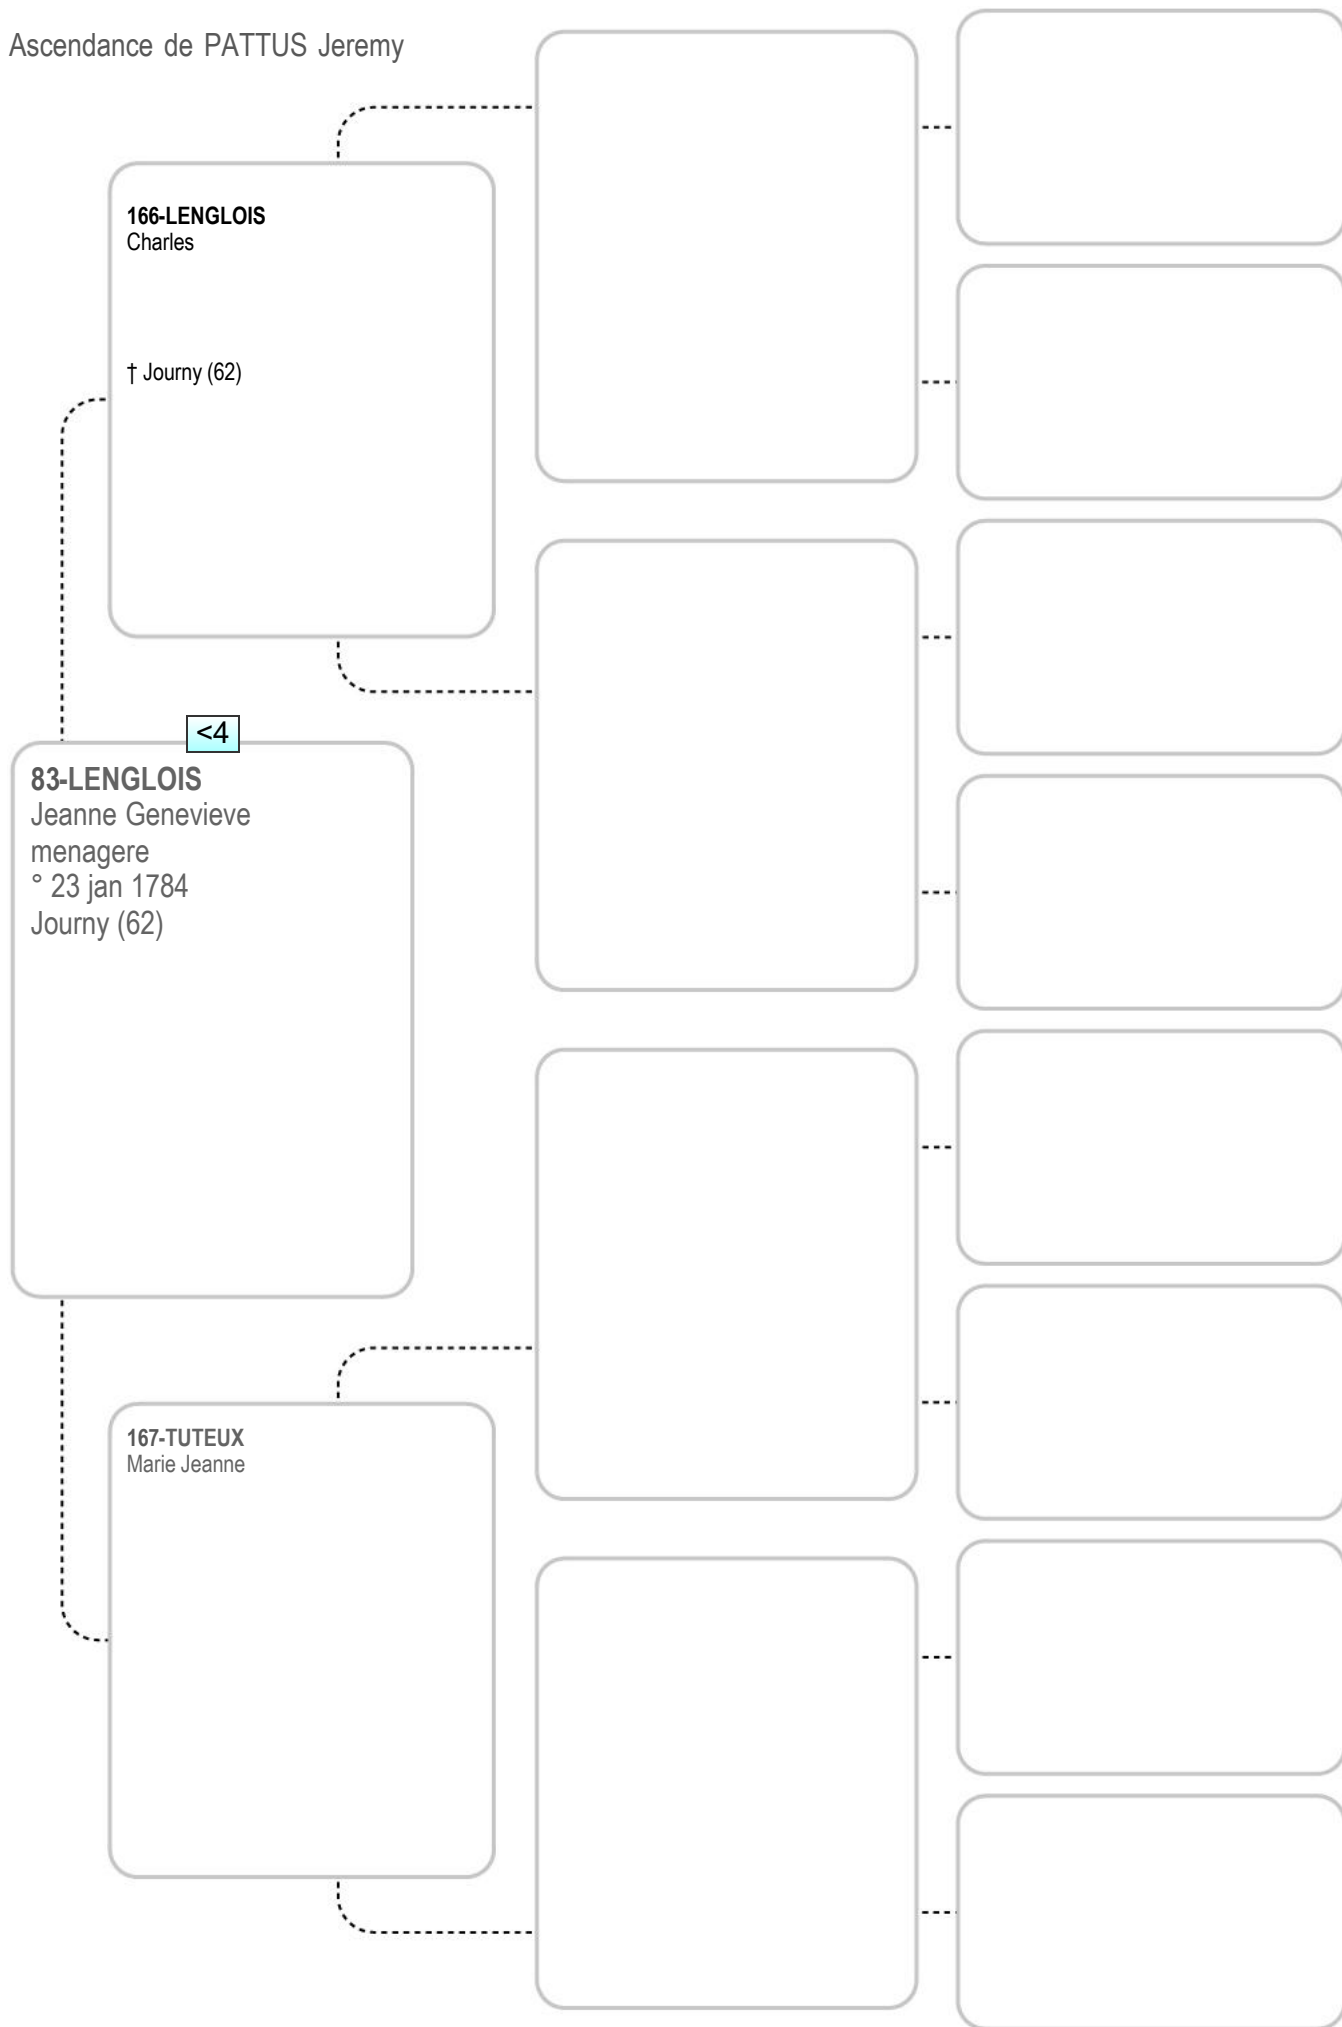 Ascendance de PATTUS Jeremy
166-LENGLOIS
Charles
† Journy (62)
<4
83-LENGLOIS
Jeanne Genevieve
menagere
° 23 jan 1784
Journy (62)
167-TUTEUX
Marie Jeanne